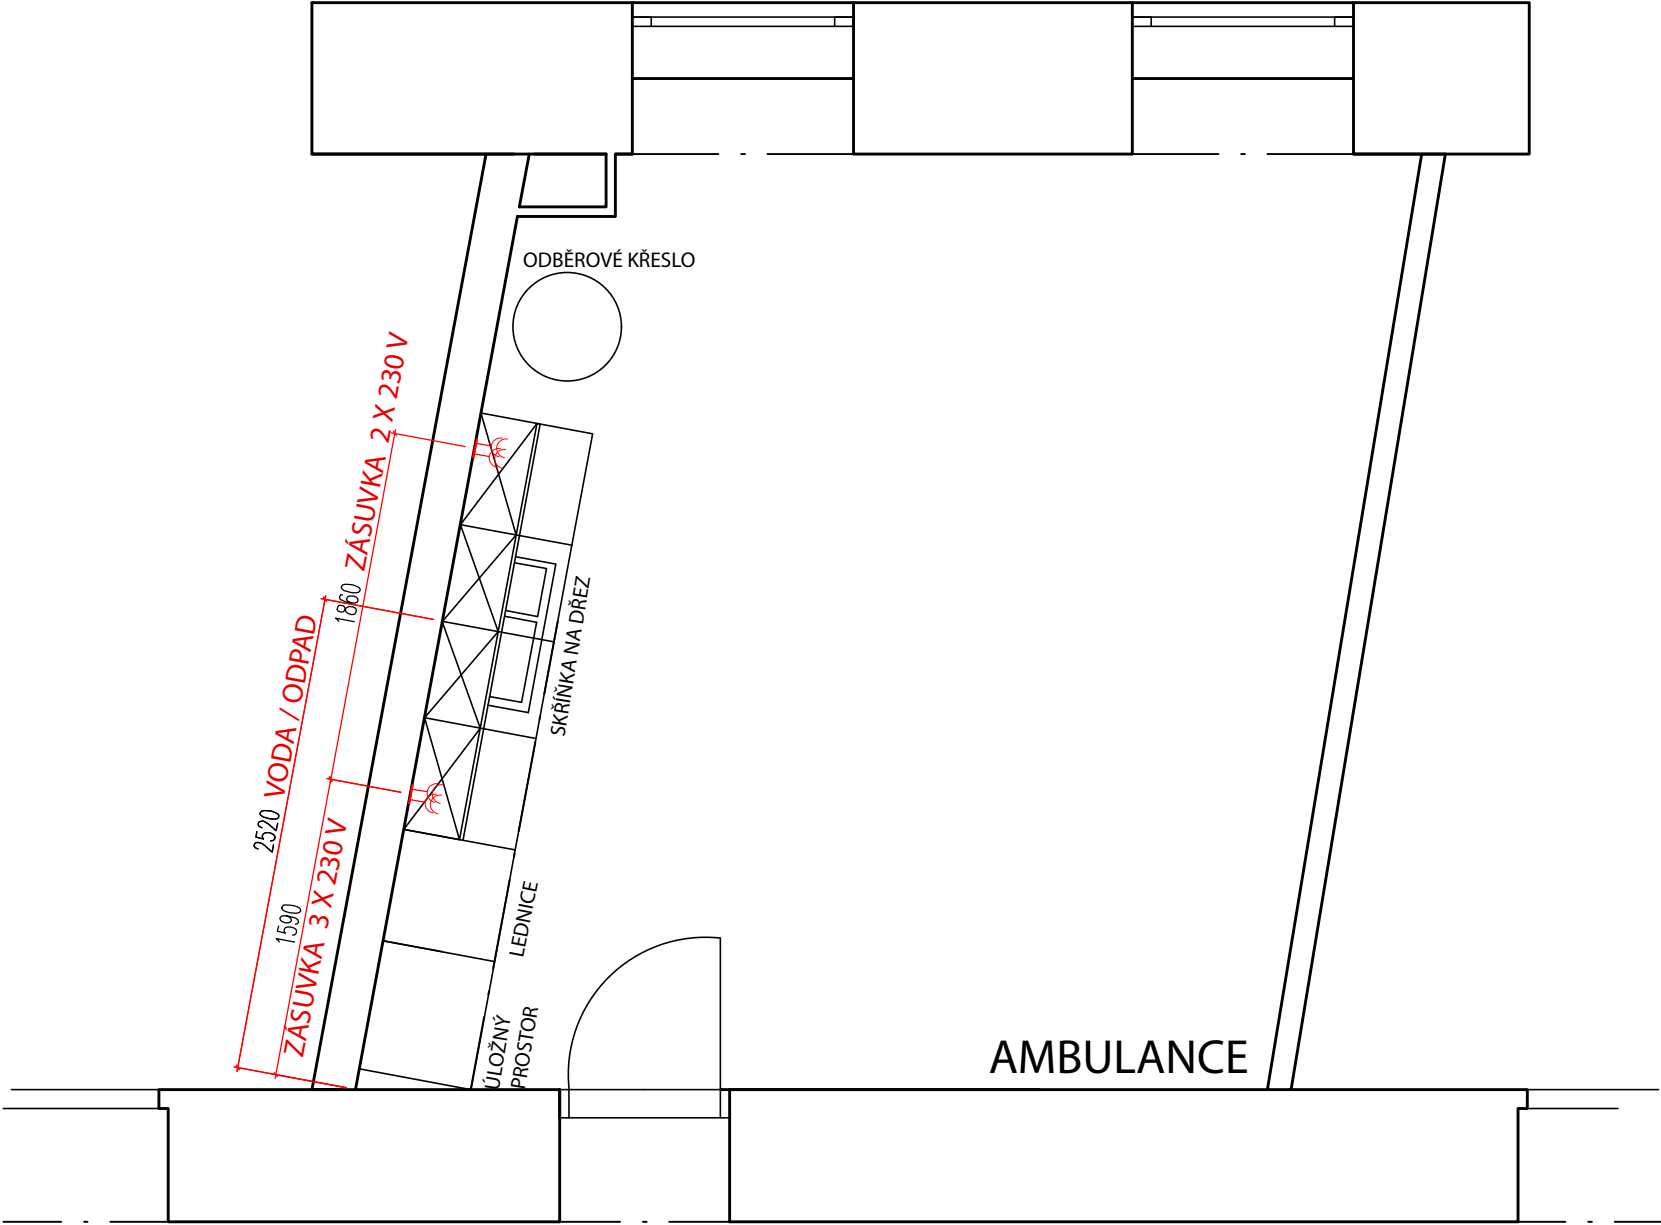 ODBĚROVÉ KŘESLO
ZÁSUVKA 2 X 230 V
1860
VODA / ODPAD
2520
SKŘÍŇKA NA DŘEZ
ZÁSUVKA 3 X 230 V
1590
LEDNICE
ÚLOŽNÝ
PROSTOR
AMBULANCE